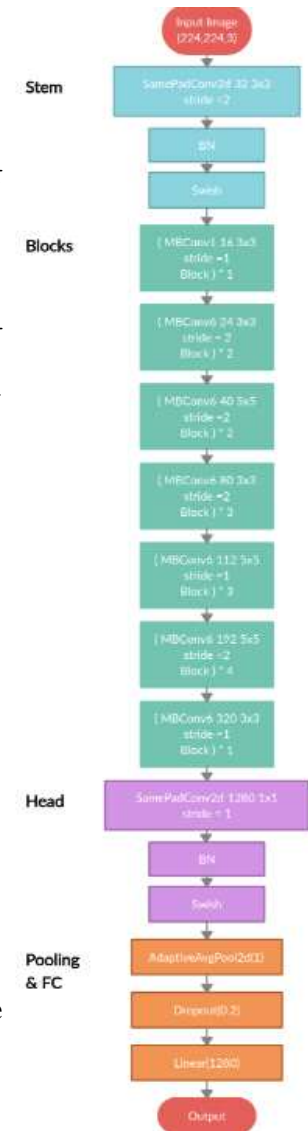 Input Image
(224,224,3)
Stem
SamePadConv2d 32 3x3
stride =2
BN
Swish
Blocks
( MBConv1 16 3x3
stride =1
Block ) * 1
( MBConv6 24 3x3
stride = 2
Block ) * 2
( MBConv6 40 5x5
stride =2
Block ) * 2
( MBConv6 80 3x3
stride =2
Block ) * 3
( MBConv6 112 5x5
stride =1
Block ) * 3
( MBConv6 192 5x5
stride =2
Block ) * 4
( MBConv6 320 3x3
stride =1
Block ) * 1
Head
SamePadConv2d 1280 1x1
stride = 1
BN
Swish
Pooling
& FC
AdaptiveAvgPool2d(1)
Dropout(0.2)
Linear(1280)
Output